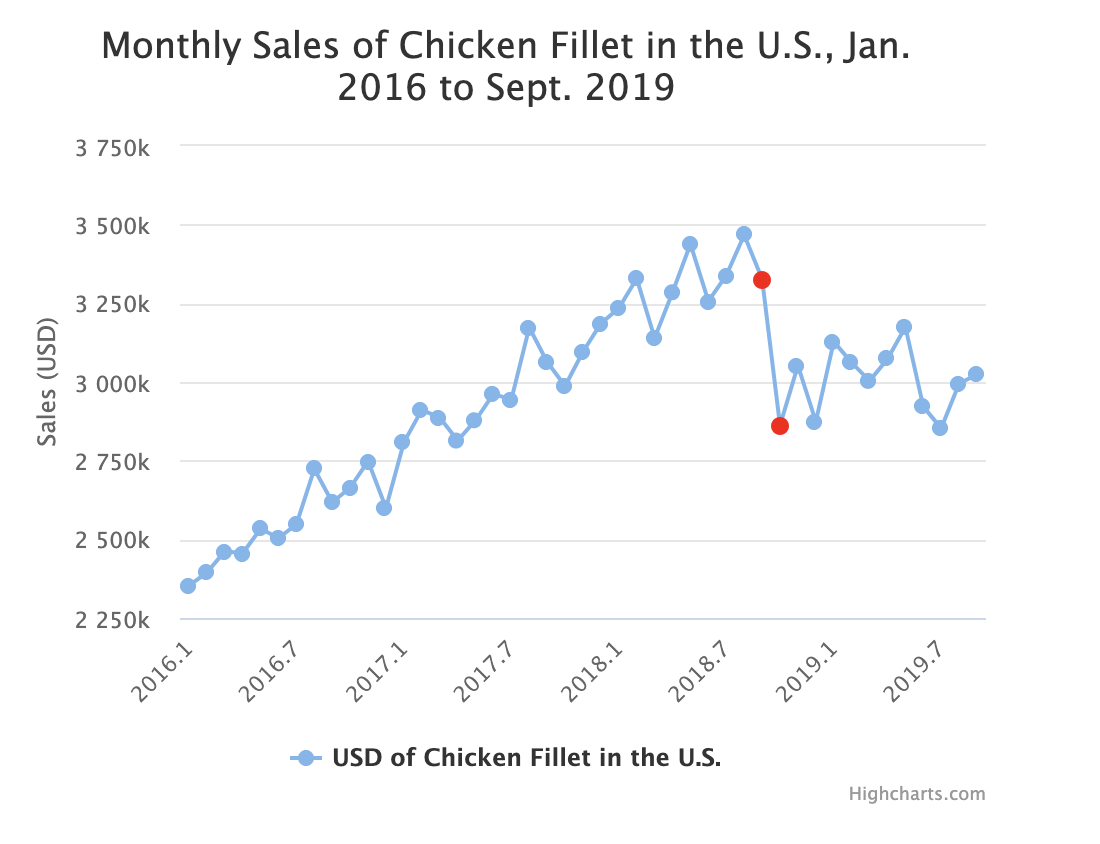 Monthly Sales of Chicken Fillet in the U.S., Jan.
2016 to Sept. 2019
3 750k
3 500k
3 250k
3 000k
2 750k
2 500k
2 250k
Sales (USD)
2016.1
2016.7
2017.1
2017.7
2018.1
2018.7
2019.1
2019.7
USD of Chicken Fillet in the U.S.
Highcharts.com